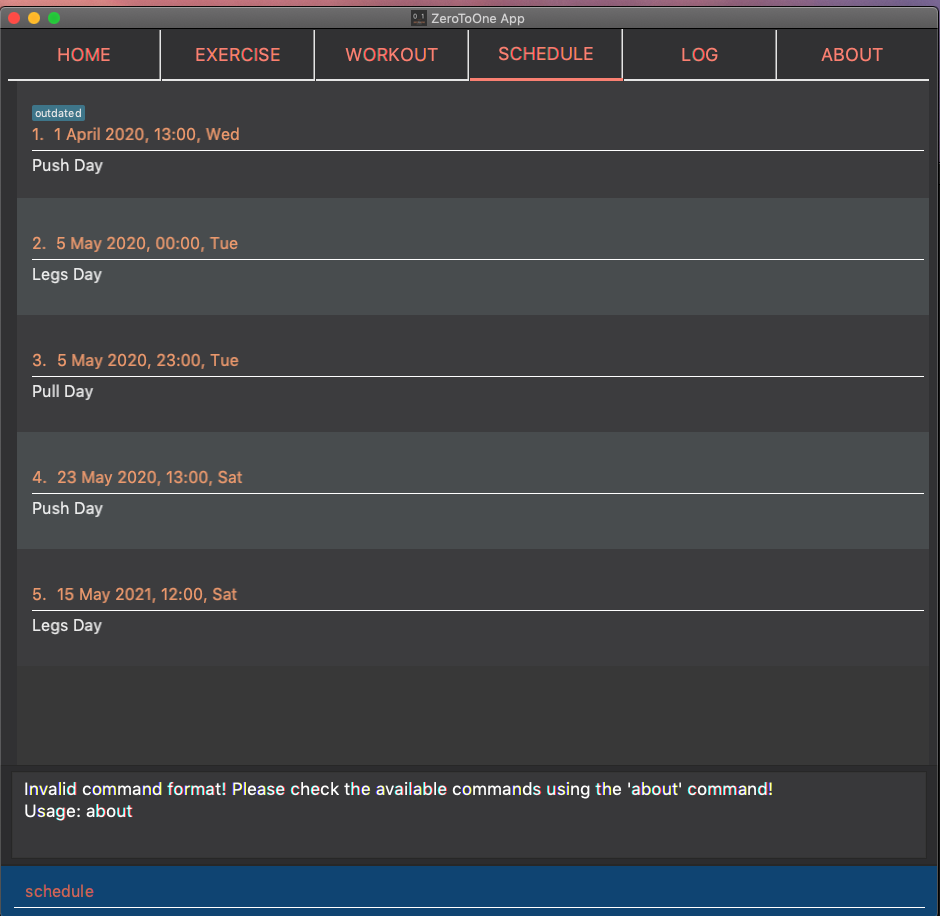 0_1 ZeroToOne App
HOME EXERCISE WORKOUT SCHEDULE LOG ABOUT
outdated
1. 1 April 2020, 13:00, Wed
Push Day
2. 5 May 2020, 00:00, Tue
Legs Day
3. 5 May 2020, 23:00, Tue
Pull Day
4. 23 May 2020, 13:00, Sat
Push Day
5. 15 May 2021, 12:00, Sat
Legs Day
Invalid command format! Please check the available commands using the 'about' command!
Usage: about
schedule